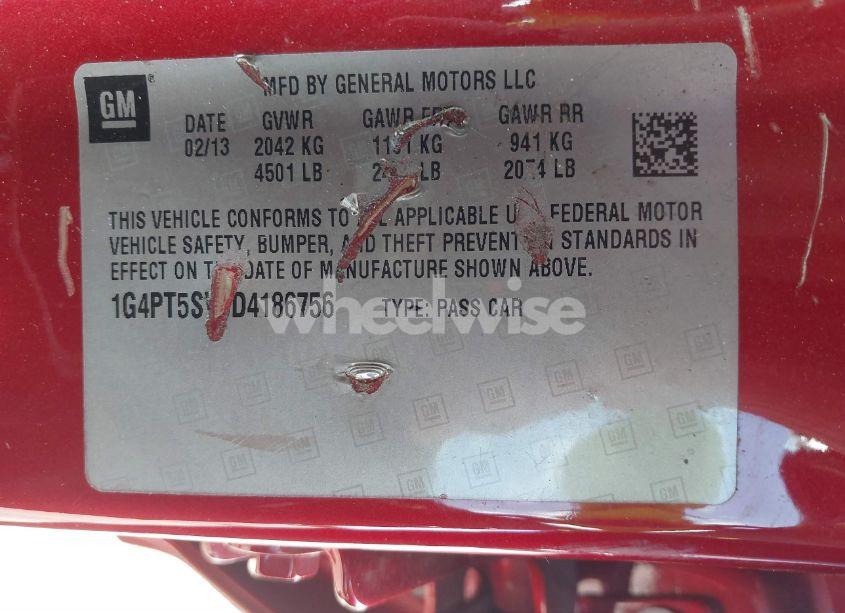 GM
MFD BY GENERAL MOTORS LLC
DATE GVWR GAWR GAWR RR
02/13 2042 KG KG 941 KG
4501 LB LB LB
THIS VEHICLE CONFORMS TO APPLICABLE FEDERAL MOTOR
VEHICLE SAFETY, BUMPER, AND THEFT STANDARDS IN
EFFECT ON DATE OF MANUFACTURE SHOWN ABOVE.
TYPE: PASS CAR
wheelwise